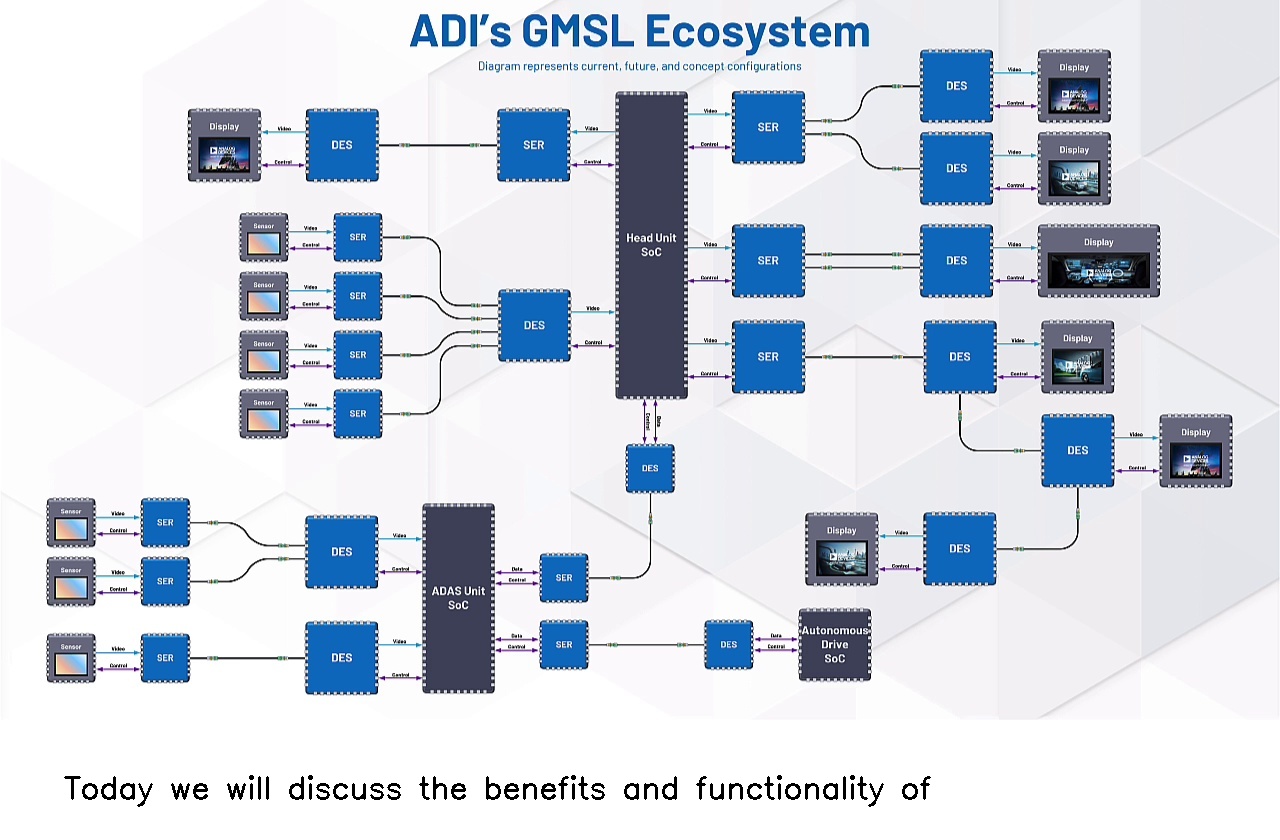 ADI's GMSL Ecosystem
Diagram represents current, future, and concept configurations
Display
Video
Control
DES
SER
Video
Control
Head Unit
SoC
Video
Control
SER
DES
Video
Control
Display
DES
Video
Control
Display
Sensor
Video
Control
SER
Sensor
Video
Control
SER
Sensor
Video
Control
SER
Sensor
Video
Control
SER
DES
Video
Control
Video
Control
SER
DES
Video
Control
Display
Video
Control
SER
DES
Video
Control
Display
DES
Video
Control
Display
Display
Video
Control
DES
Control
Data
DES
Sensor
Video
Control
SER
Sensor
Video
Control
SER
DES
Video
Control
Sensor
Video
Control
SER
DES
Video
Control
ADAS Unit
SoC
Data
Control
SER
Data
Control
SER
DES
Data
Control
Autonomous
Drive
SoC
Today we will discuss the benefits and functionality of